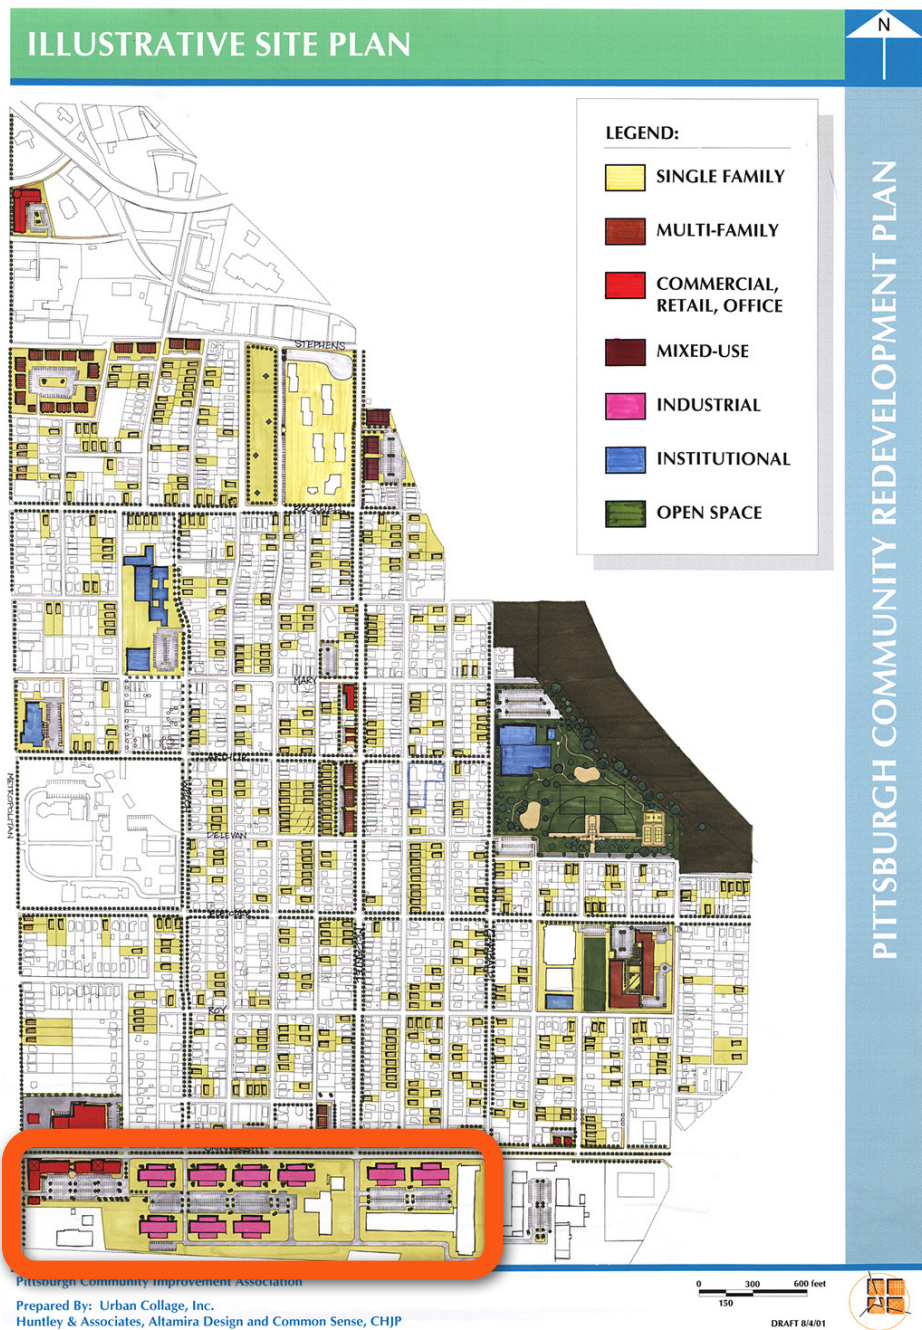 ILLUSTRATIVE SITE PLAN
N
LEGEND:
SINGLE FAMILY
MULTI-FAMILY
COMMERCIAL,
RETAIL, OFFICE
MIXED-USE
INDUSTRIAL
INSTITUTIONAL
OPEN SPACE
PITTSBURGH COMMUNITY REDEVELOPMENT PLAN
STEPHENS
ROCKWELL
MARY
METROPOLITAN
DELEVAN
ROY
UNIVERSITY
Pittsburgh Community Improvement Association
Prepared By: Urban Collage, Inc.
Huntley & Associates, Altamira Design and Common Sense, CHJP
0 300 600 feet
150
DRAFT 8/4/01